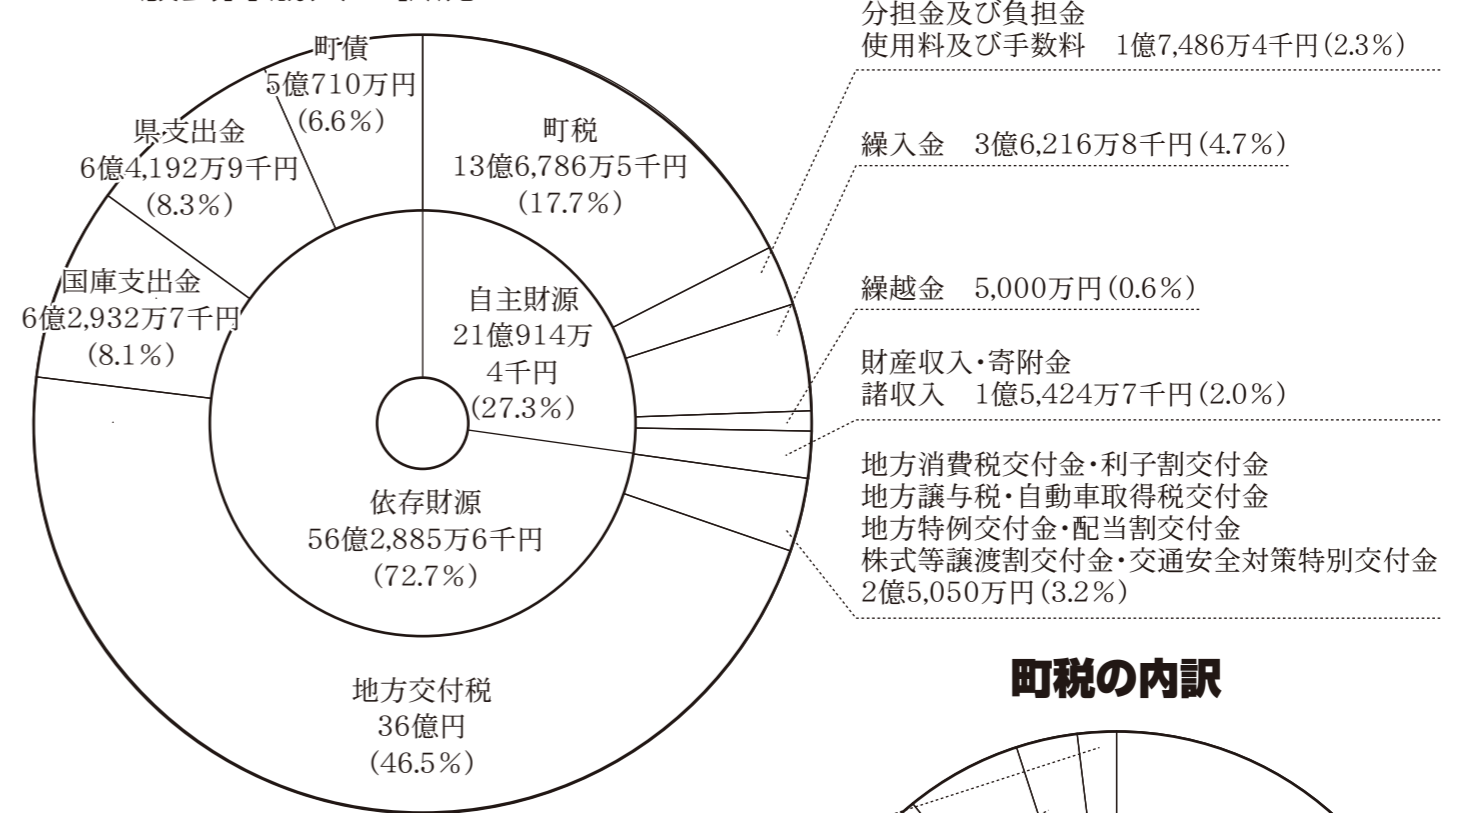 町債
5億710万円
(6.6%)
県支出金
6億4,192万9千円
(8.3%)
国庫支出金
6億2,932万7千円
(8.1%)
町税
13億6,786万5千円
(17.7%)
自主財源
21億914万
4千円
(27.3%)
依存財源
56億2,885万6千円
(72.7%)
地方交付税
36億円
(46.5%)
分担金及び負担金
使用料及び手数料 1億7,486万4千円(2.3%)
繰入金 3億6,216万8千円(4.7%)
繰越金 5,000万円(0.6%)
財産収入・寄附金
諸収入 1億5,424万7千円(2.0%)
地方消費税交付金・利子割交付金
地方譲与税・自動車取得税交付金
地方特例交付金・配当割交付金
株式等譲渡割交付金・交通安全対策特別交付金
2億5,050万円(3.2%)
町税の内訳